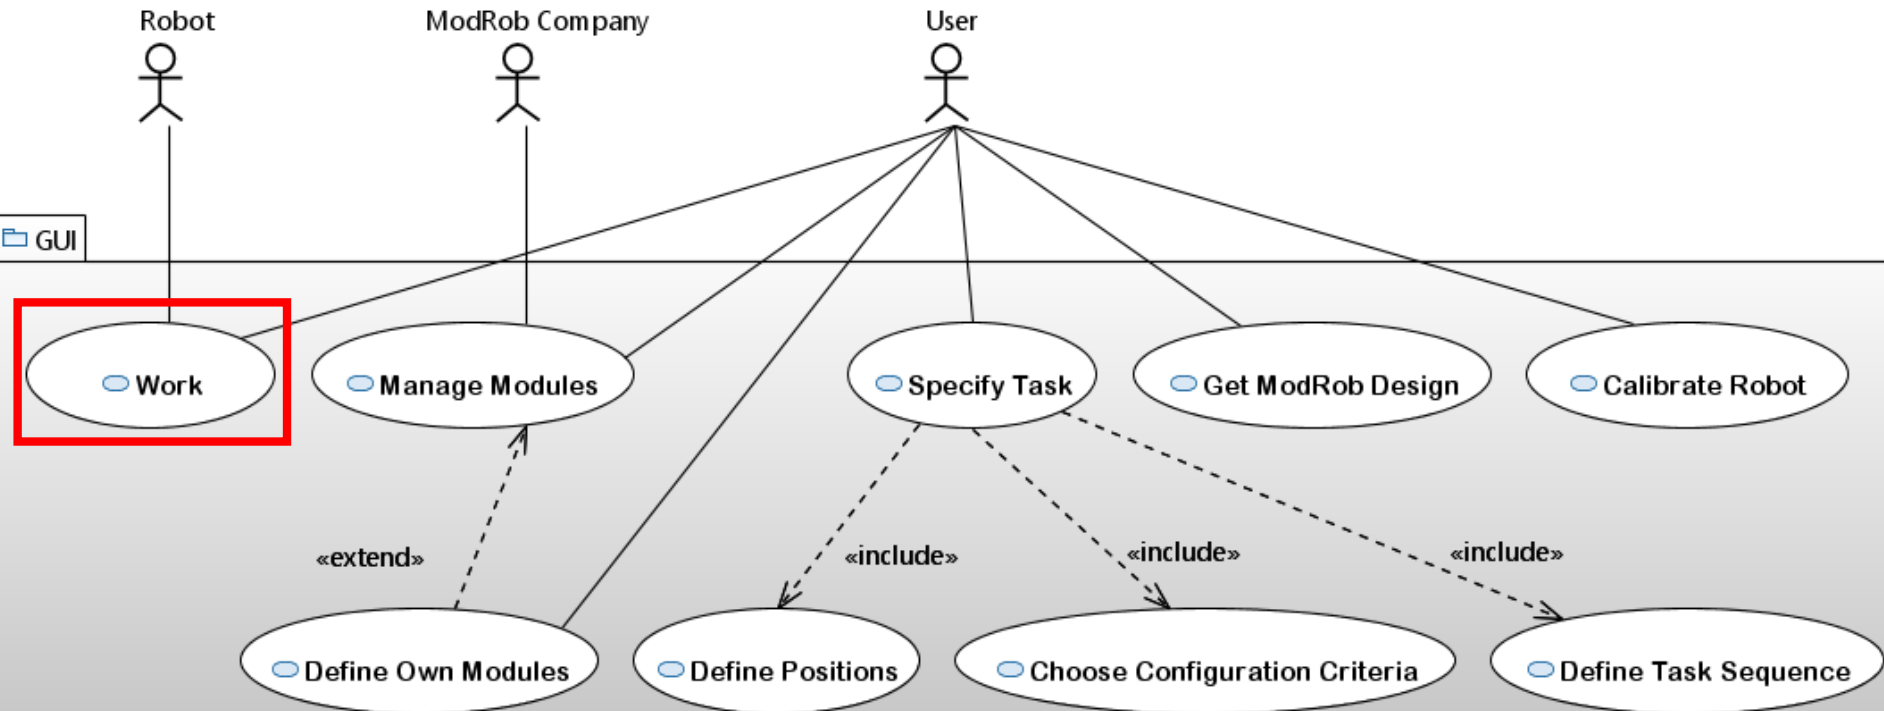 Robot
ModRob Company
User
GUI
Work
Manage Modules
Specify Task
Get ModRob Design
Calibrate Robot
«extend»
«include»
«include»
«include»
Define Own Modules
Define Positions
Choose Configuration Criteria
Define Task Sequence